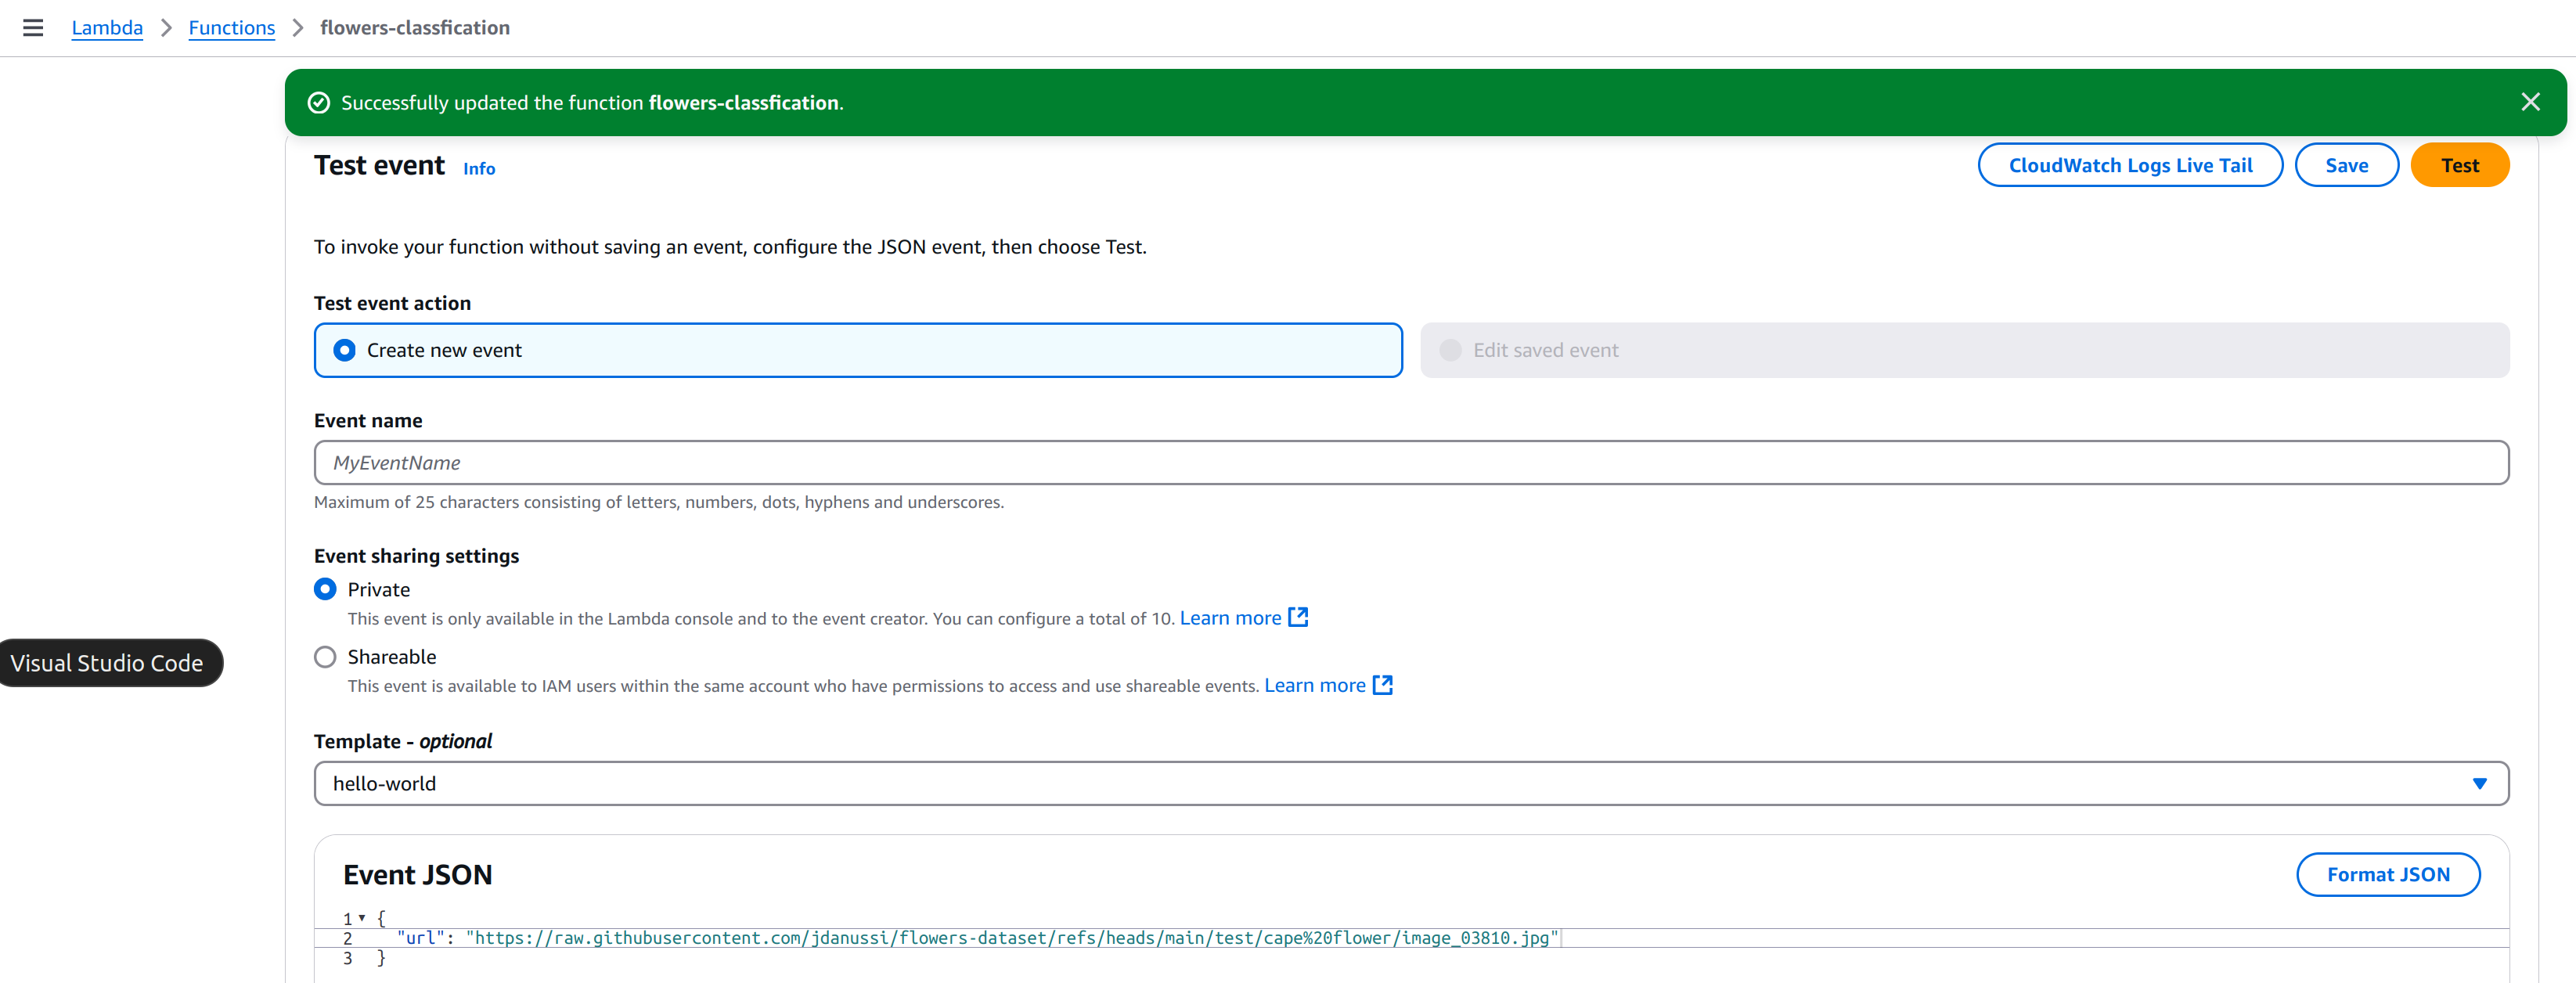 Lambda > Functions > flowers-classfication
Successfully updated the function flowers-classfication.
Test event Info
CloudWatch Logs Live Tail Save Test
To invoke your function without saving an event, configure the JSON event, then choose Test.
Test event action
Create new event Edit saved event
Event name
MyEventName
Maximum of 25 characters consisting of letters, numbers, dots, hyphens and underscores.
Event sharing settings
Private
This event is only available in the Lambda console and to the event creator. You can configure a total of 10. Learn more
Visual Studio Code
Shareable
This event is available to IAM users within the same account who have permissions to access and use shareable events. Learn more
Template - optional
hello-world
Event JSON Format JSON
1 {
2 "url": "https://raw.githubusercontent.com/jdanussi/flowers-dataset/refs/heads/main/test/cape%20flower/image_03810.jpg"
3 }